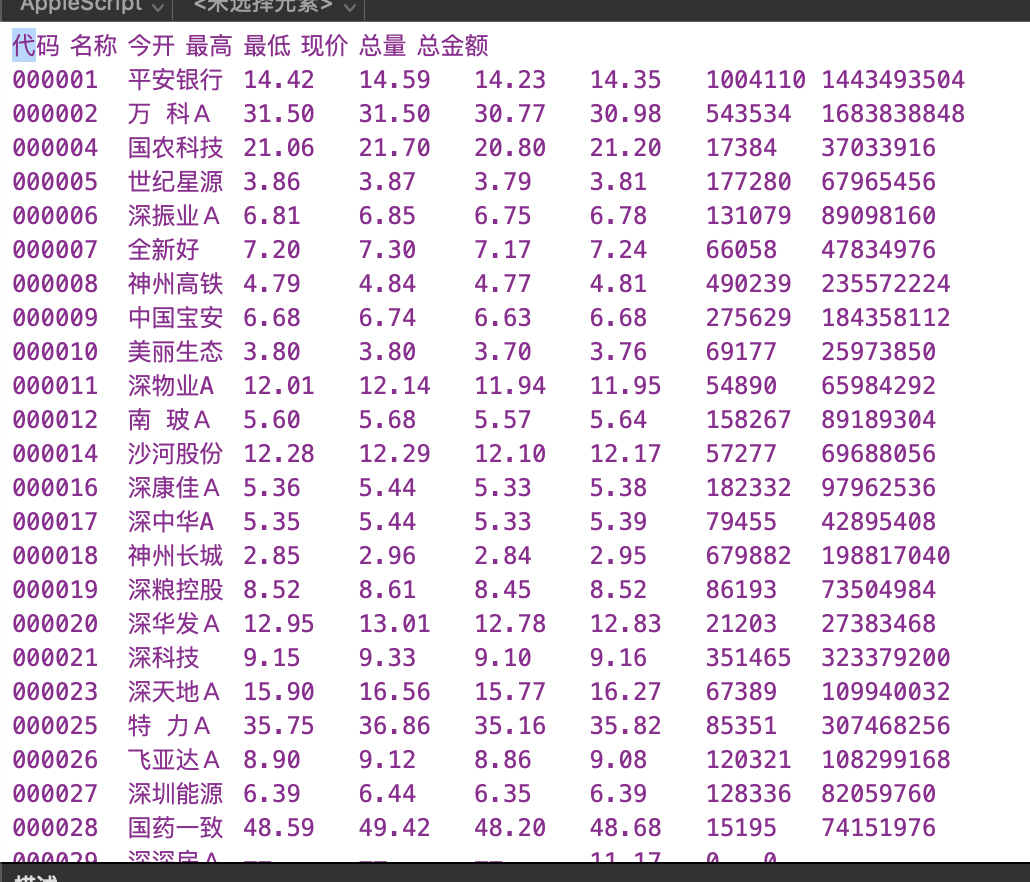 AppleScript <未选择元素>
代码 名称 今开 最高 最低 现价 总量 总金额
000001 平安银行 14.42 14.59 14.23 14.35 1004110 1443493504
000002 万 科Ａ 31.50 31.50 30.77 30.98 543534 1683838848
000004 国农科技 21.06 21.70 20.80 21.20 17384 37033916
000005 世纪星源 3.86 3.87 3.79 3.81 177280 67965456
000006 深振业Ａ 6.81 6.85 6.75 6.78 131079 89098160
000007 全新好 7.20 7.30 7.17 7.24 66058 47834976
000008 神州高铁 4.79 4.84 4.77 4.81 490239 235572224
000009 中国宝安 6.68 6.74 6.63 6.68 275629 184358112
000010 美丽生态 3.80 3.80 3.70 3.76 69177 25973850
000011 深物业A 12.01 12.14 11.94 11.95 54890 65984292
000012 南 玻Ａ 5.60 5.68 5.57 5.64 158267 89189304
000014 沙河股份 12.28 12.29 12.10 12.17 57277 69688056
000016 深康佳Ａ 5.36 5.44 5.33 5.38 182332 97962536
000017 深中华A 5.35 5.44 5.33 5.39 79455 42895408
000018 神州长城 2.85 2.96 2.84 2.95 679882 198817040
000019 深粮控股 8.52 8.61 8.45 8.52 86193 73504984
000020 深华发Ａ 12.95 13.01 12.78 12.83 21203 27383468
000021 深科技 9.15 9.33 9.10 9.16 351465 323379200
000023 深天地Ａ 15.90 16.56 15.77 16.27 67389 109940032
000025 特 力Ａ 35.75 36.86 35.16 35.82 85351 307468256
000026 飞亚达Ａ 8.90 9.12 8.86 9.08 120321 108299168
000027 深圳能源 6.39 6.44 6.35 6.39 128336 82059760
000028 国药一致 48.59 49.42 48.20 48.68 15195 74151976
000029 深深房Ａ -- -- -- 11.17 0 0
描述